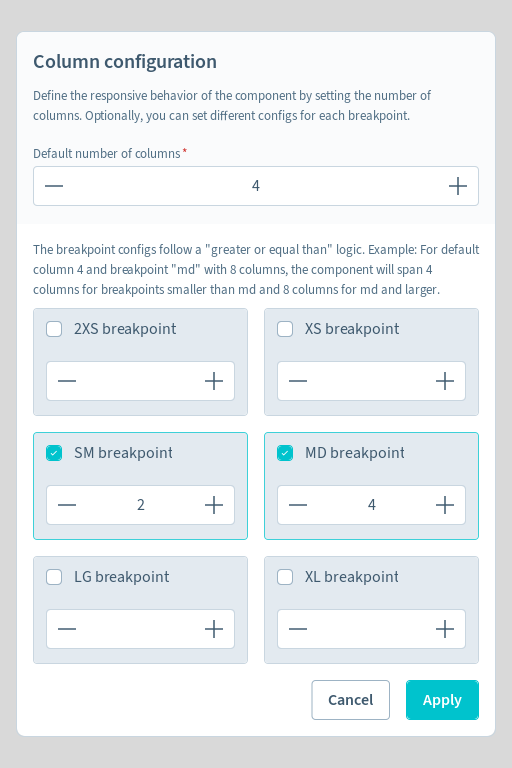 Column configuration
Define the responsive behavior of the component by setting the number of
columns. Optionally, you can set different configs for each breakpoint.
Default number of columns *
4
The breakpoint configs follow a "greater or equal than" logic. Example: For default
column 4 and breakpoint "md" with 8 columns, the component will span 4
columns for breakpoints smaller than md and 8 columns for md and larger.
2XS breakpoint
XS breakpoint
SM breakpoint
MD breakpoint
2
4
LG breakpoint
XL breakpoint
Cancel
Apply